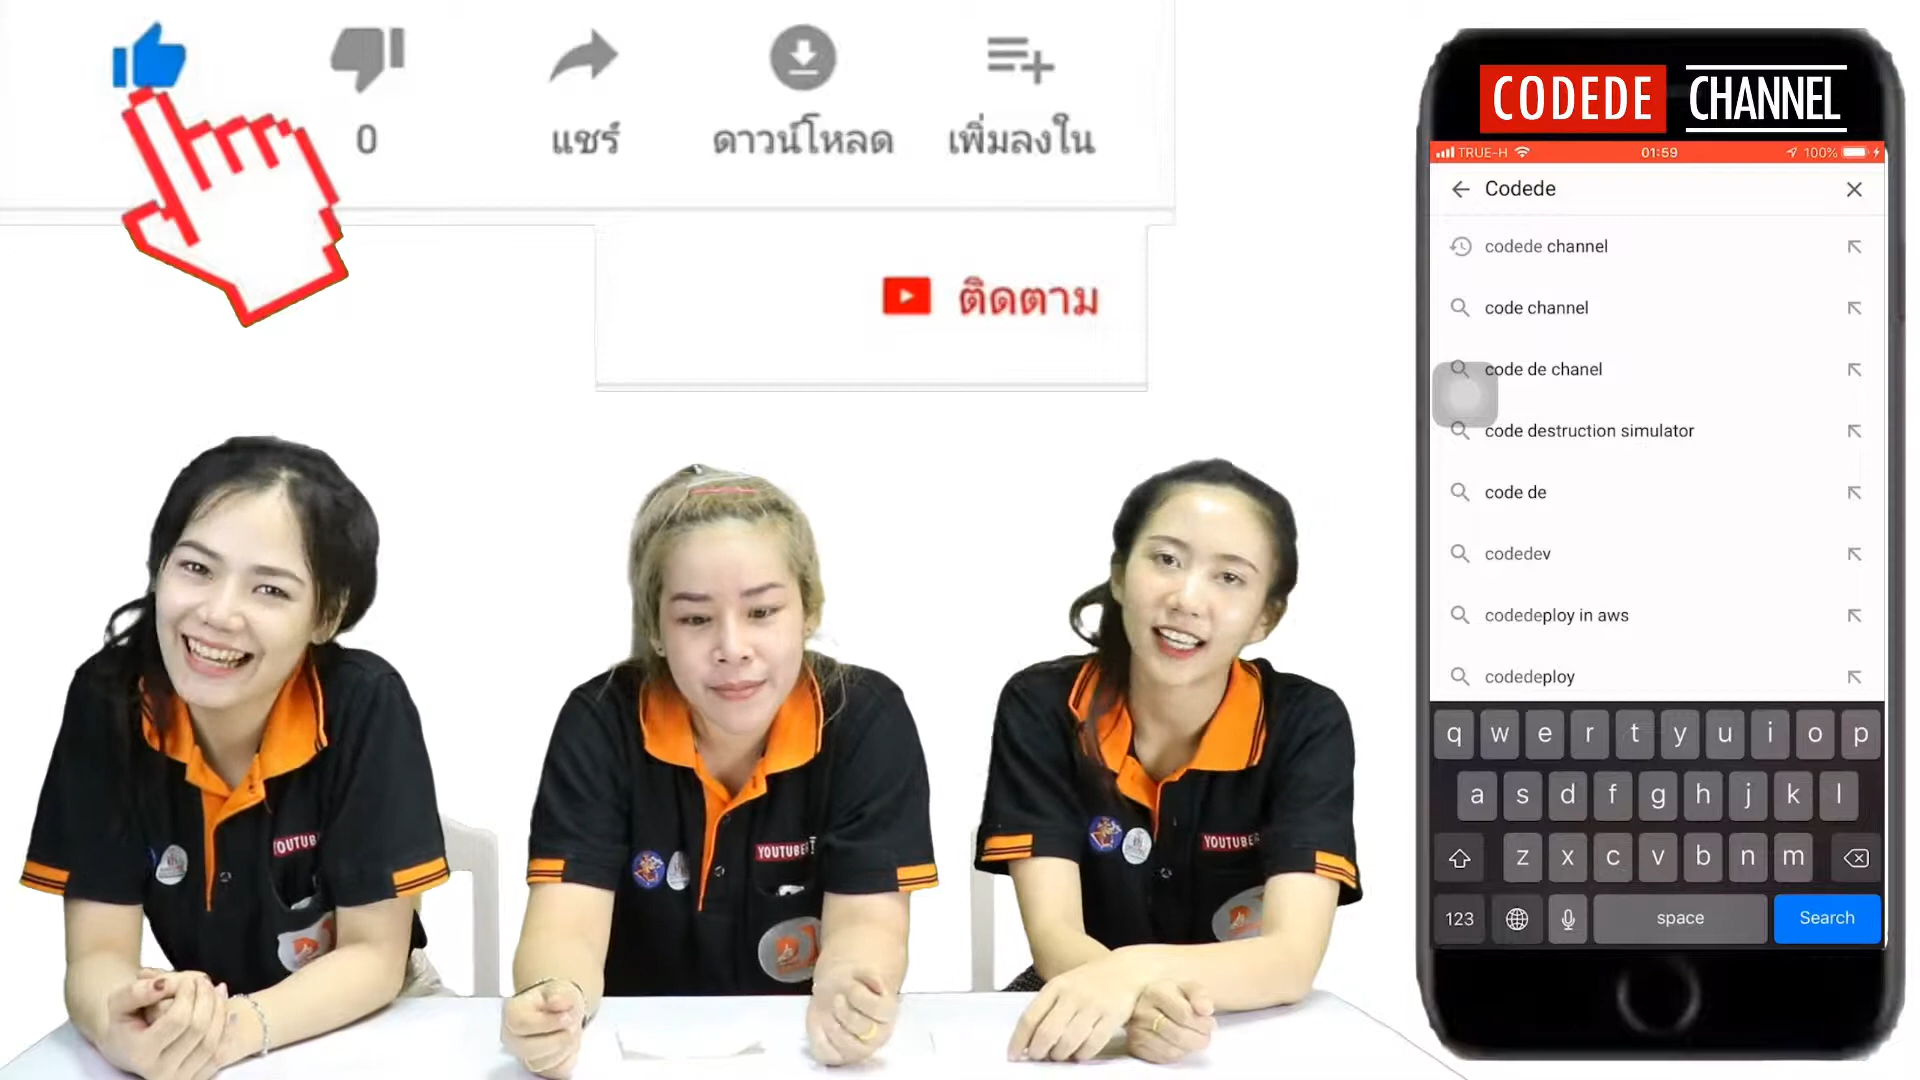 0
แชร์
ดาวน์โหลด
เพิ่มลงใน
ติดตาม
YOUTUBER
YOUTUBER
CODEDE CHANNEL
TRUE-H
01:59
100%
Codede
codede channel
code channel
code de chanel
code destruction simulator
code de
codedev
codedeploy in aws
codedeploy
q w e r t y u i o p
a s d f g h j k l
z x c v b n m
123
space
Search